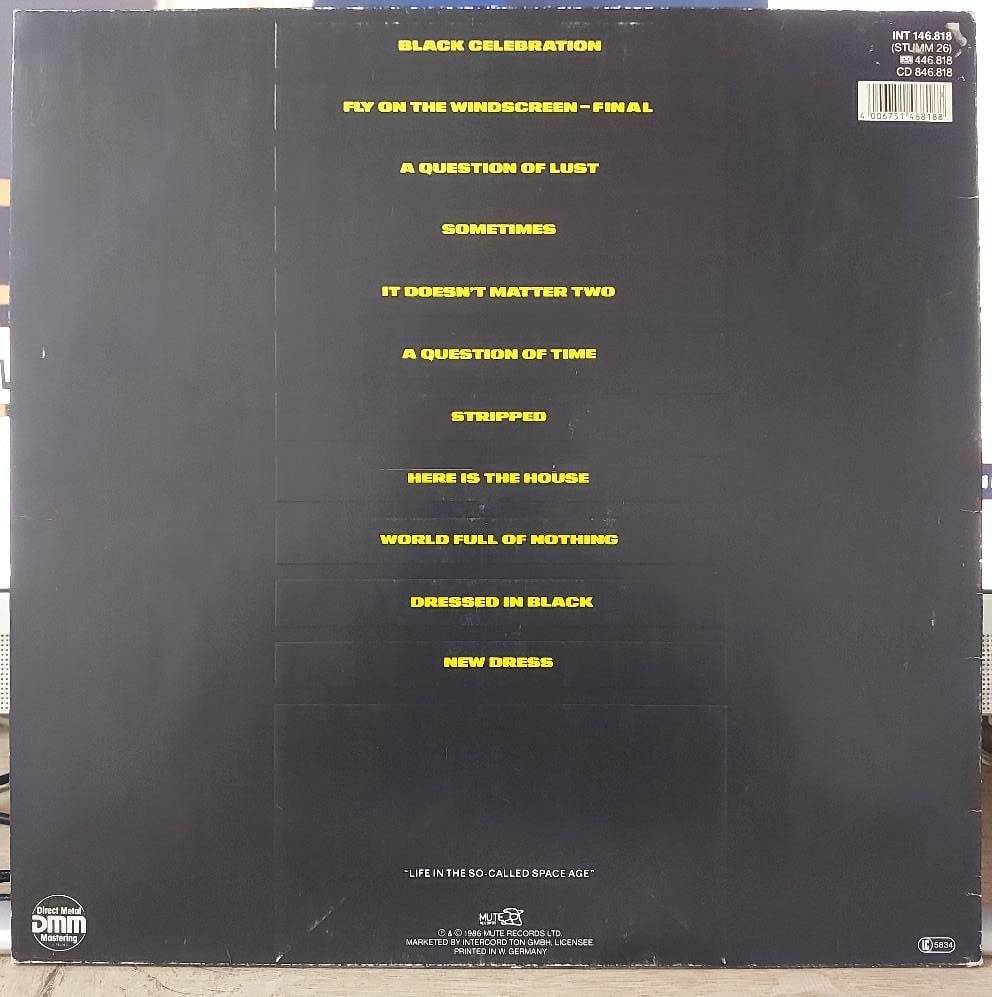 INT 146.818
(STUMM 26)
446.818
CD 846.818
4 006751 468188
BLACK CELEBRATION
FLY ON THE WINDSCREEN – FINAL
A QUESTION OF LUST
SOMETIMES
IT DOESN'T MATTER TWO
A QUESTION OF TIME
STRIPPED
HERE IS THE HOUSE
WORLD FULL OF NOTHING
DRESSED IN BLACK
NEW DRESS
"LIFE IN THE SO-CALLED SPACE AGE"
MUTE
Ⓟ & © 1986 MUTE RECORDS LTD.
MARKETED BY INTERCORD TON GMBH, LICENSEE
PRINTED IN W. GERMANY
Direct Metal
DMM
Mastering
LC 5834